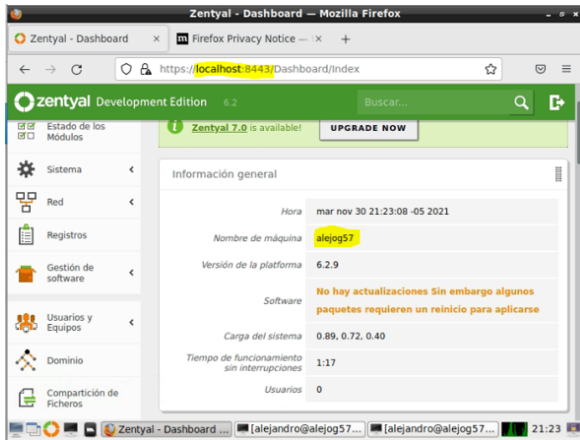 Zentyal - Dashboard — Mozilla Firefox
Zentyal - Dashboard
Firefox Privacy Notice —
https://localhost:8443/Dashboard/Index
zentyal Development Edition 6.2
Buscar...
Estado de los
Módulos
Zentyal 7.0 is available!
UPGRADE NOW
Sistema
Red
Registros
Gestión de
software
Usuarios y
Equipos
Dominio
Compartición de
Ficheros
Información general
Hora mar nov 30 21:23:08 -05 2021
Nombre de máquina alejog57
Versión de la plataforma 6.2.9
Software No hay actualizaciones Sin embargo algunos
paquetes requieren un reinicio para aplicarse
Carga del sistema 0.89, 0.72, 0.40
Tiempo de funcionamiento
sin interrupciones 1:17
Usuarios 0
Zentyal - Dashboard ... [alejandro@alejog57... [alejandro@alejog57... 21:23